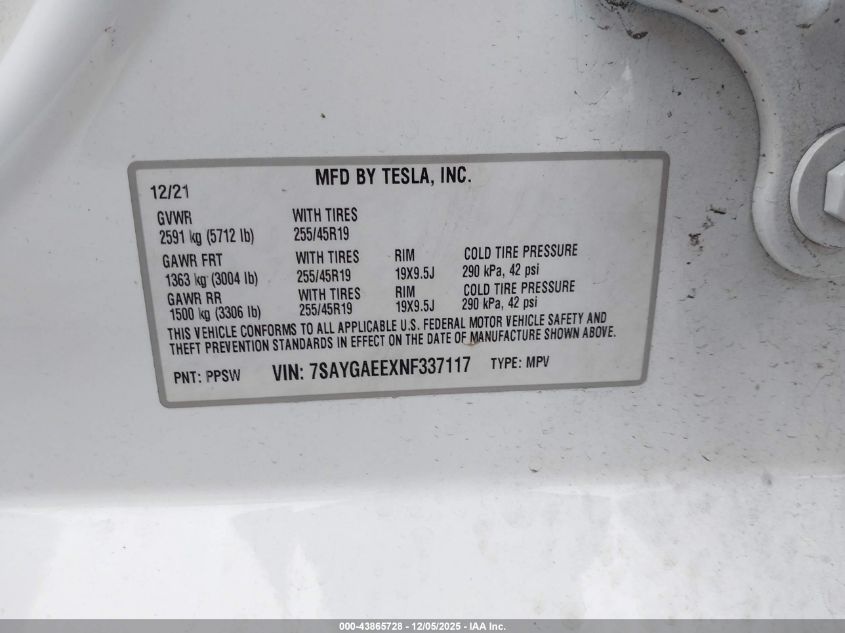 12/21 MFD BY TESLA, INC.
GVWR WITH TIRES
2591 kg (5712 lb) 255/45R19
GAWR FRT WITH TIRES RIM COLD TIRE PRESSURE
1363 kg (3004 lb) 255/45R19 19X9.5J 290 kPa, 42 psi
GAWR RR WITH TIRES RIM COLD TIRE PRESSURE
1500 kg (3306 lb) 255/45R19 19X9.5J 290 kPa, 42 psi
THIS VEHICLE CONFORMS TO ALL APPLICABLE U.S. FEDERAL MOTOR VEHICLE SAFETY AND
THEFT PREVENTION STANDARDS IN EFFECT ON THE DATE OF MANUFACTURE SHOWN ABOVE.
PNT: PPSW VIN: 7SAYGAEEXNF337117 TYPE: MPV
000-43865728 - 12/05/2025 - IAA Inc.